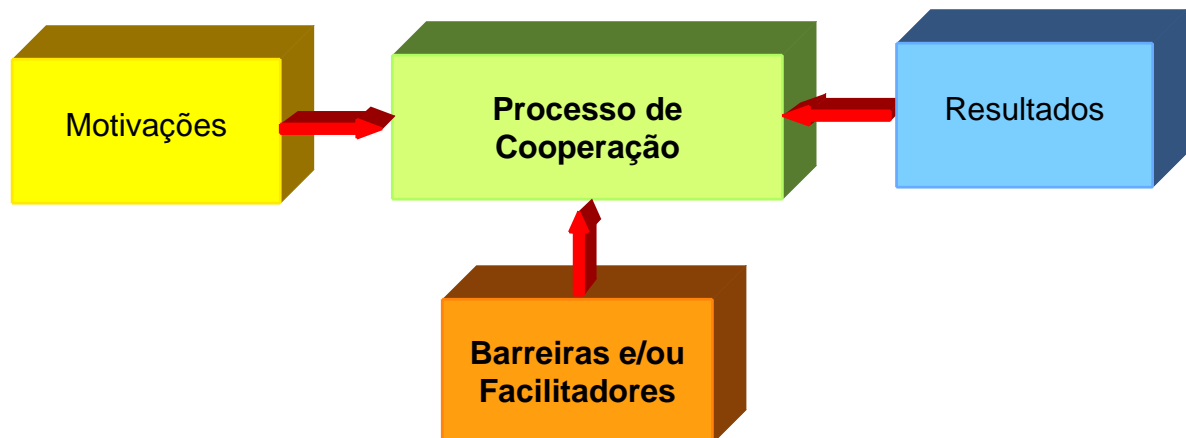 Motivações
Processo de
Cooperação
Resultados
Barreiras e/ou
Facilitadores